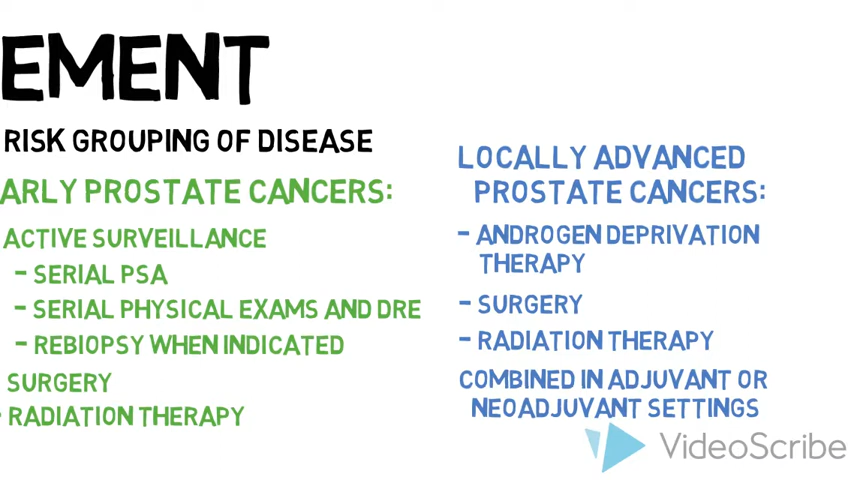 EMENT
RISK GROUPING OF DISEASE
ARLY PROSTATE CANCERS:
ACTIVE SURVEILLANCE
- SERIAL PSA
- SERIAL PHYSICAL EXAMS AND DRE
- REBIOPSY WHEN INDICATED
SURGERY
- RADIATION THERAPY
LOCALLY ADVANCED
PROSTATE CANCERS:
- ANDROGEN DEPRIVATION
THERAPY
- SURGERY
- RADIATION THERAPY
COMBINED IN ADJUVANT OR
NEOADJUVANT SETTINGS
VideoScribe